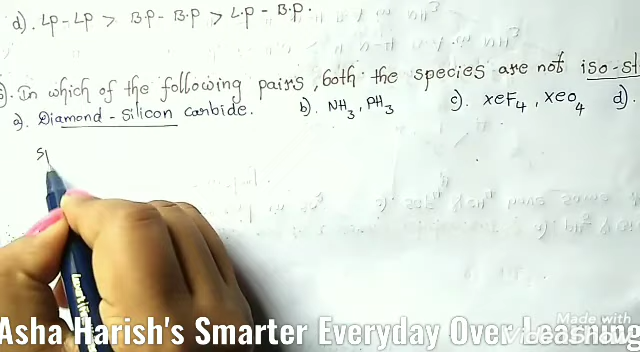 d). Lp - Lp > B.P - B.P > L.P - B.P.
). In which of the following pairs, both the species are not iso-st
a). Diamond - Silicon carbide. b). NH3, PH3 c). XeF4, XeO4 d).
SI
Made with
VideoShow
Asha Harish's Smarter Everyday Over Learning